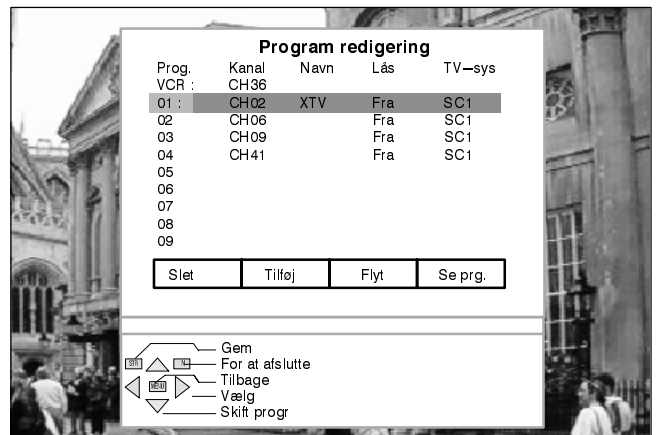 Program redigering
Prog. Kanal Navn Lås TV-sys
VCR : CH36
01 : CH02 XTV Fra SC1
02 CH06 Fra SC1
03 CH09 Fra SC1
04 CH41 Fra SC1
05
06
07
08
09
Slet Tilføj Flyt Se prg.
Gem
STR N For at afslutte
MENU Tilbage
Vælg
Skift progr